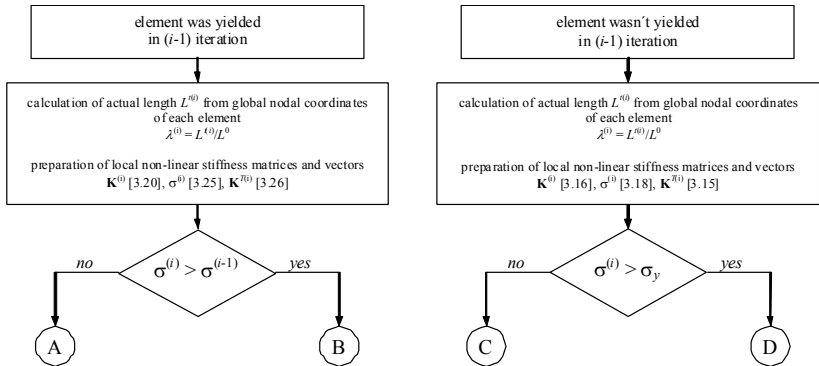 element was yielded
in (i-1) iteration
calculation of actual length L^t(i) from global nodal coordinates
of each element
λ^(i) = L^t(i)/L^0
preparation of local non-linear stiffness matrices and vectors
K^(i) [3.20], σ^(i) [3.25], K^T(i) [3.26]
no
σ^(i) > σ^(i-1)
yes
A
B
element wasn´t yielded
in (i-1) iteration
calculation of actual length L^t(i) from global nodal coordinates
of each element
λ^(i) = L^t(i)/L^0
preparation of local non-linear stiffness matrices and vectors
K^(i) [3.16], σ^(i) [3.18], K^T(i) [3.15]
no
σ^(i) > σ_y
yes
C
D